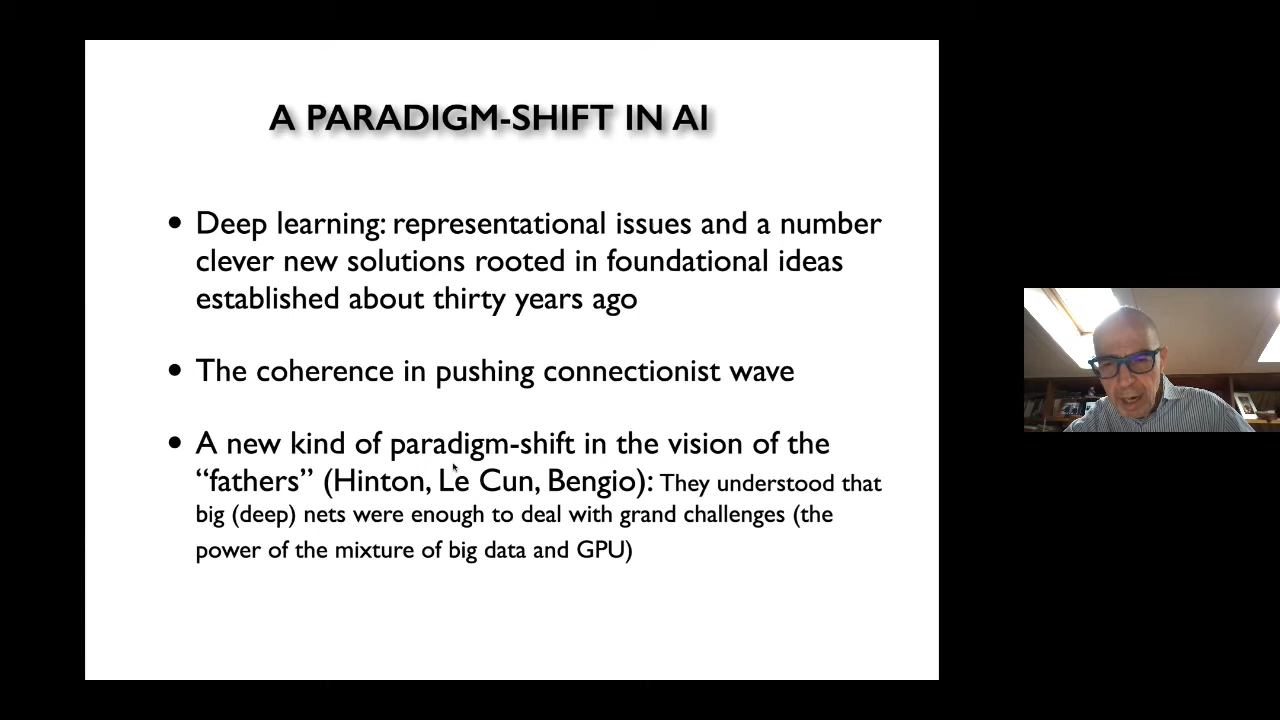 A PARADIGM-SHIFT IN AI
• Deep learning: representational issues and a number
clever new solutions rooted in foundational ideas
established about thirty years ago
• The coherence in pushing connectionist wave
• A new kind of paradigm-shift in the vision of the
“fathers” (Hinton, Le Cun, Bengio): They understood that
big (deep) nets were enough to deal with grand challenges (the
power of the mixture of big data and GPU)